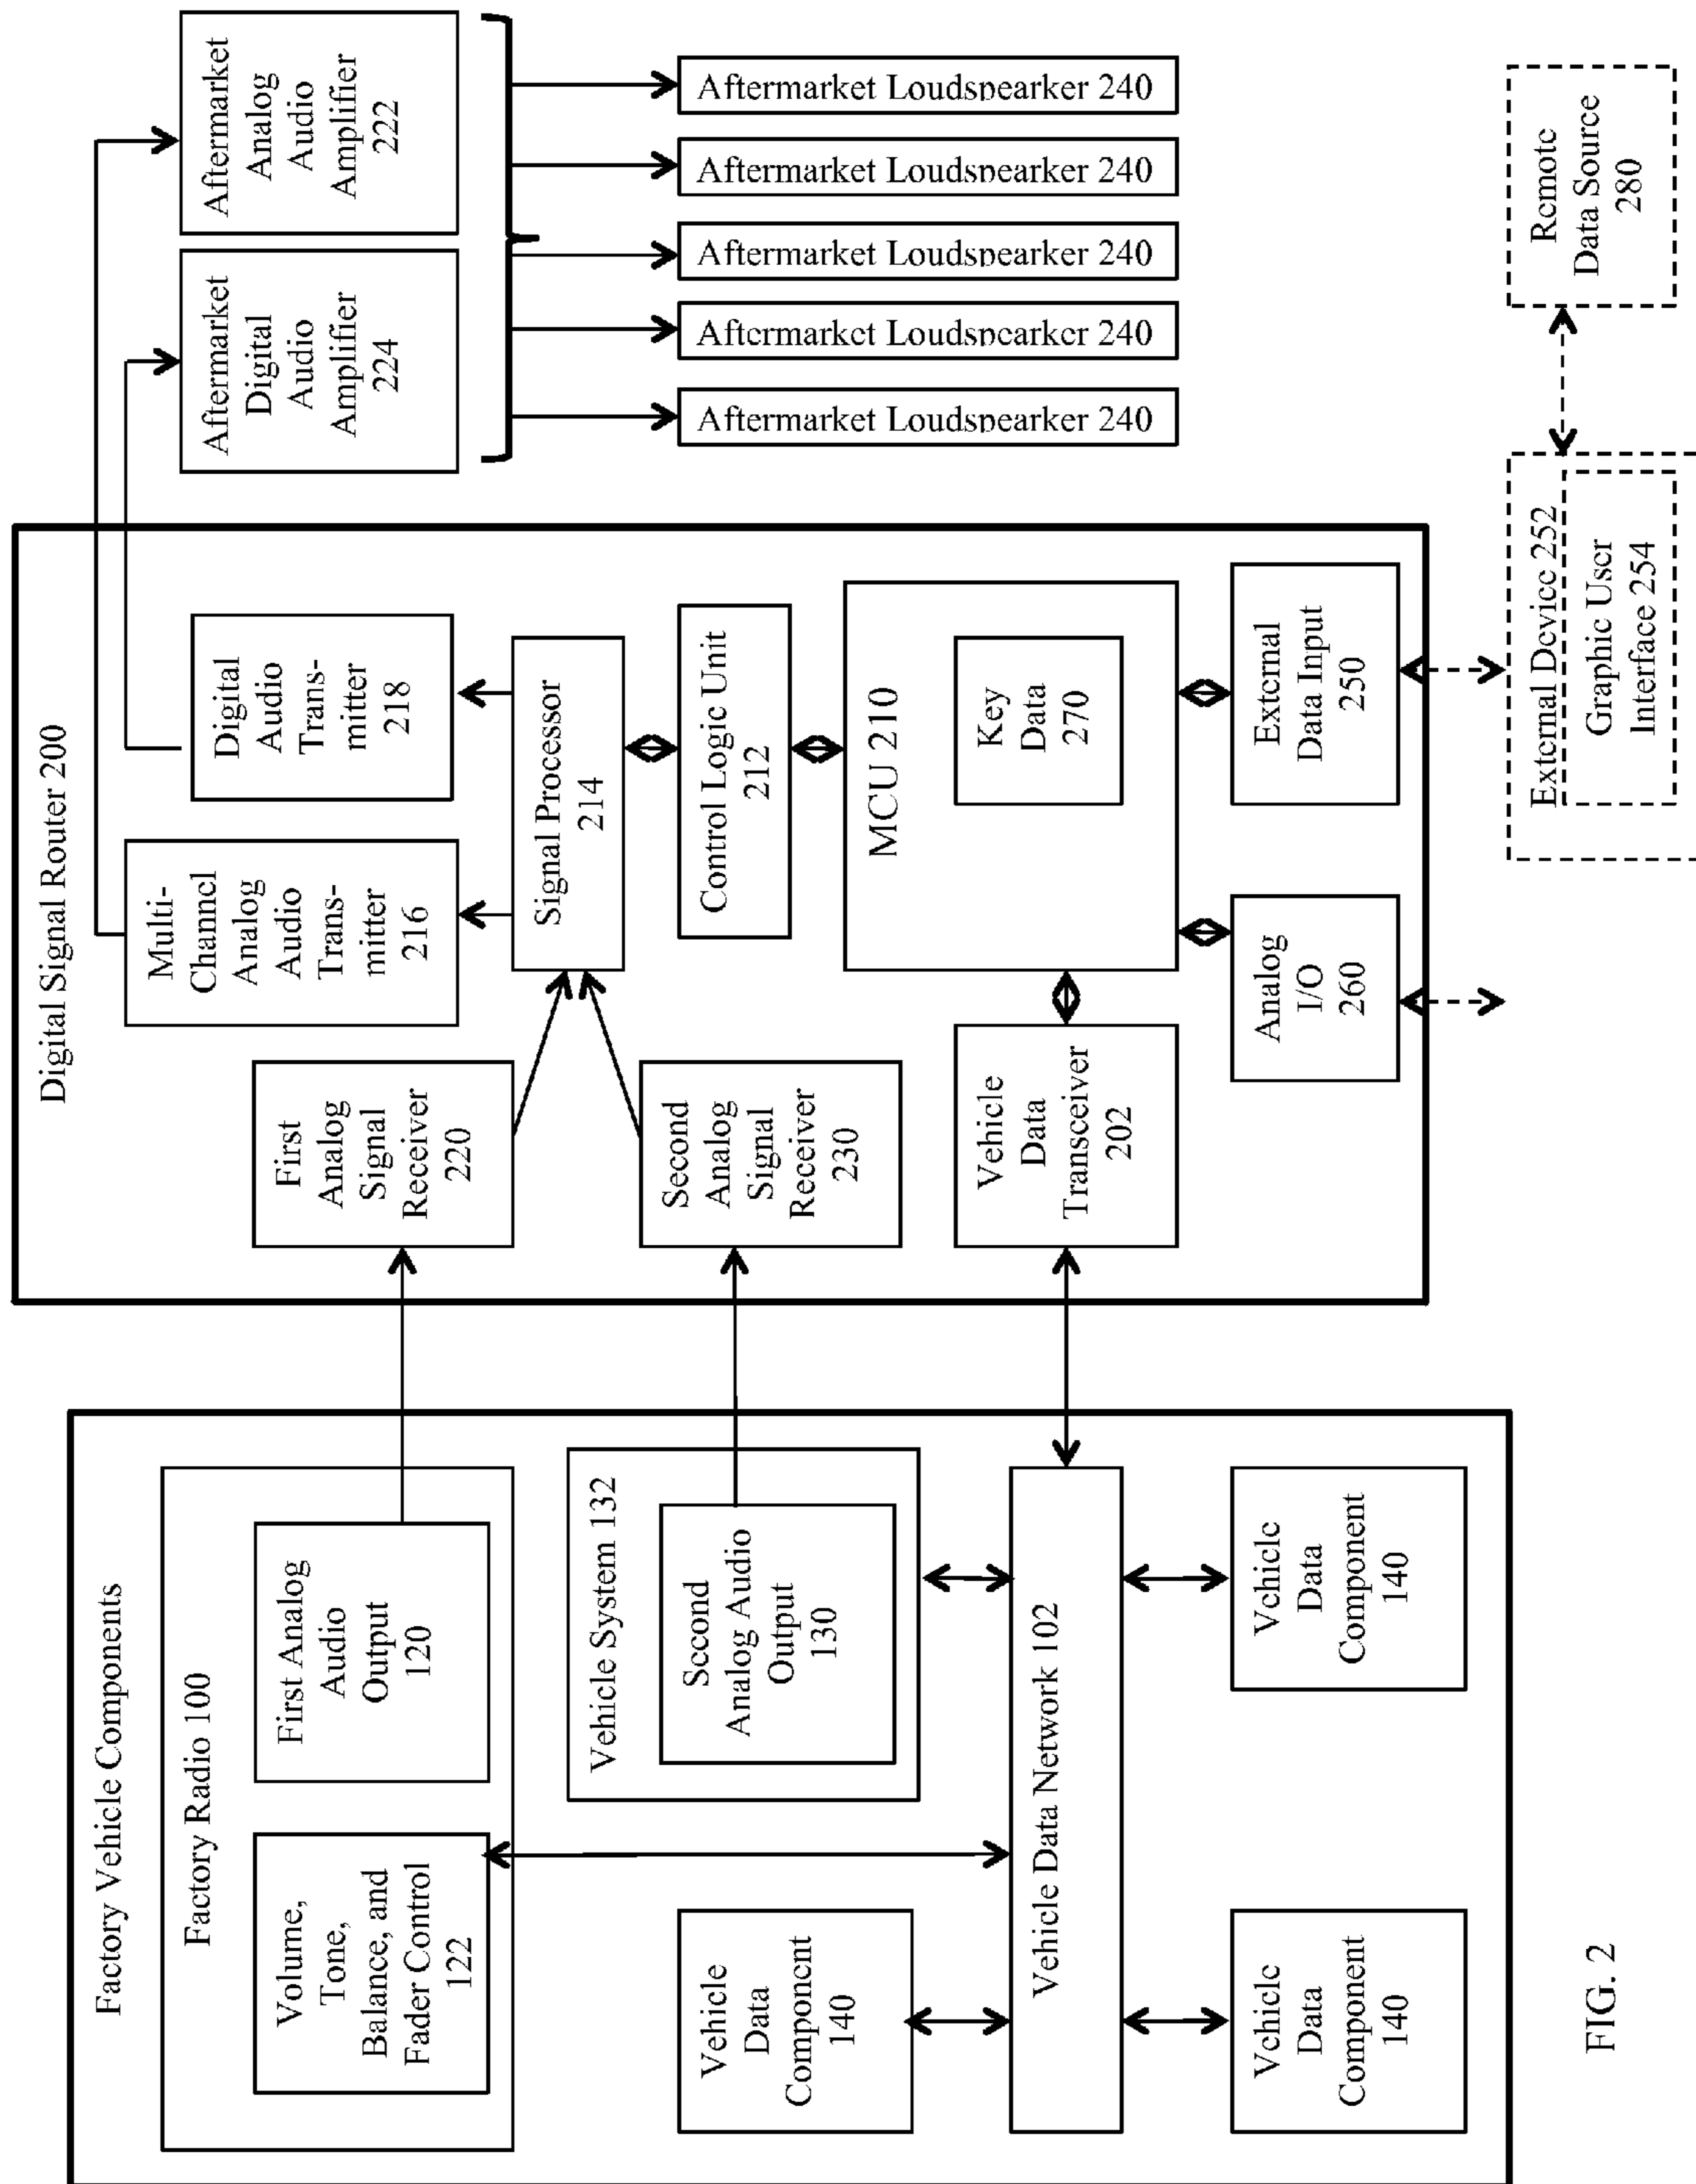 Factory Vehicle Components
Factory Radio 100
Volume,
Tone,
Balance, and
Fader Control
122
First Analog
Audio
Output
120
Vehicle System 132
Second
Analog Audio
Output
130
Vehicle
Data
Component
140
Vehicle Data Network 102
Vehicle
Data
Component
140
Vehicle
Data
Component
140
Digital Signal Router 200
First
Analog
Signal
Receiver
220
Second
Analog
Signal
Receiver
230
Vehicle
Data
Transceiver
202
Multi-
Channel
Analog
Audio
Trans-
mitter
216
Digital
Audio
Trans-
mitter
218
Signal Processor
214
Control Logic Unit
212
MCU 210
Key
Data
270
Analog
I/O
260
External
Data Input
250
Aftermarket
Digital
Audio
Amplifier
224
Aftermarket
Analog
Audio
Amplifier
222
Aftermarket Loudspearker 240
Aftermarket Loudspearker 240
Aftermarket Loudspearker 240
Aftermarket Loudspearker 240
Aftermarket Loudspearker 240
External Device 252
Graphic User
Interface 254
Remote
Data Source
280
FIG. 2